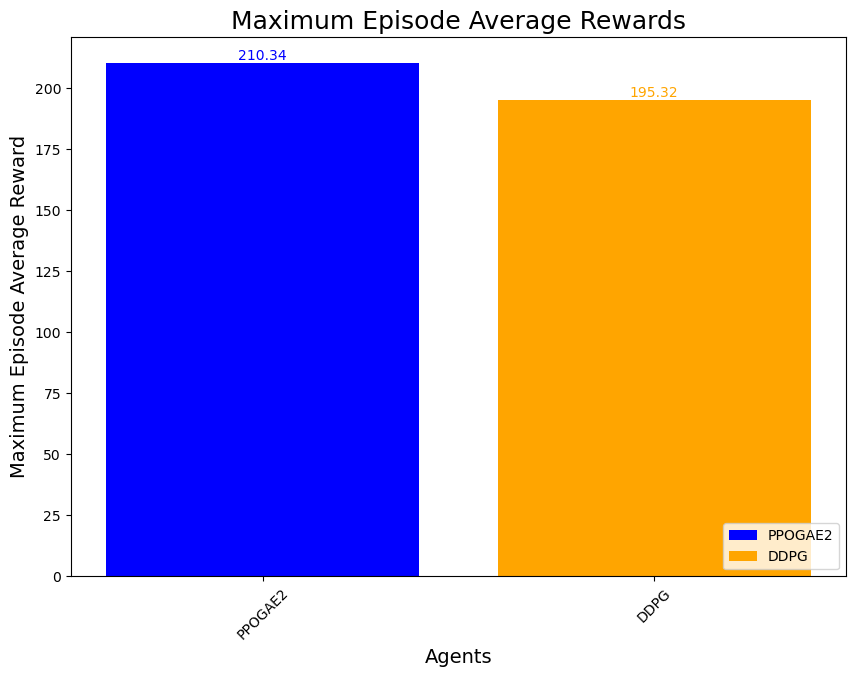 Maximum Episode Average Rewards
210.34
195.32
Maximum Episode Average Reward
200
175
150
125
100
75
50
25
0
PPOGAE2
DDPG
PPOGAE2
DDPG
Agents